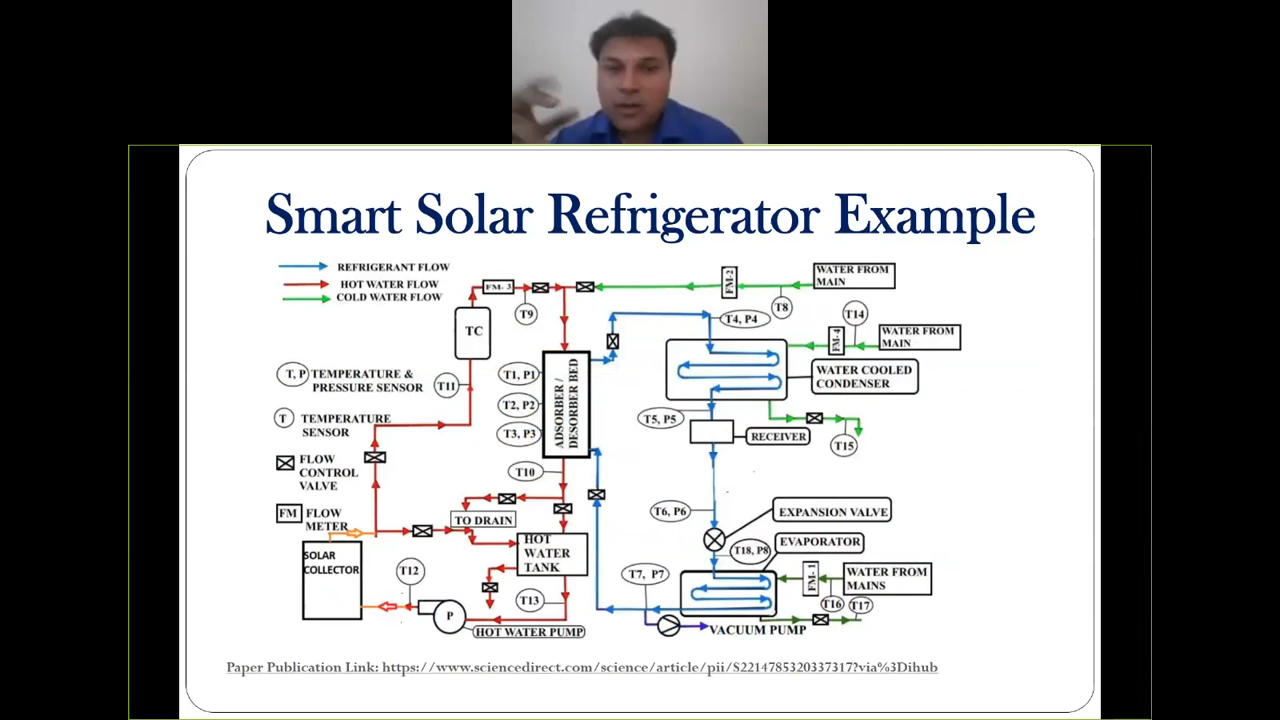 Smart Solar Refrigerator Example
REFRIGERANT FLOW
HOT WATER FLOW
COLD WATER FLOW
T, P
TEMPERATURE &
PRESSURE SENSOR
T
TEMPERATURE
SENSOR
FLOW
CONTROL
VALVE
FM
FLOW
METER
SOLAR
COLLECTOR
TC
T11
FM- 3
T9
T1, P1
T2, P2
T3, P3
ADSORBER /
DESORBER BED
T10
TO DRAIN
HOT
WATER
TANK
T12
T13
P
HOT WATER PUMP
FM-2
T8
WATER FROM
MAIN
T4, P4
T14
FM-4
WATER FROM
MAIN
WATER COOLED
CONDENSER
T5, P5
RECEIVER
T15
T6, P6
EXPANSION VALVE
T18, P8
EVAPORATOR
T7, P7
FM-1
WATER FROM
MAINS
T16
T17
VACUUM PUMP
Paper Publication Link: https://www.sciencedirect.com/science/article/pii/S2214785320337317?via%3Dihub